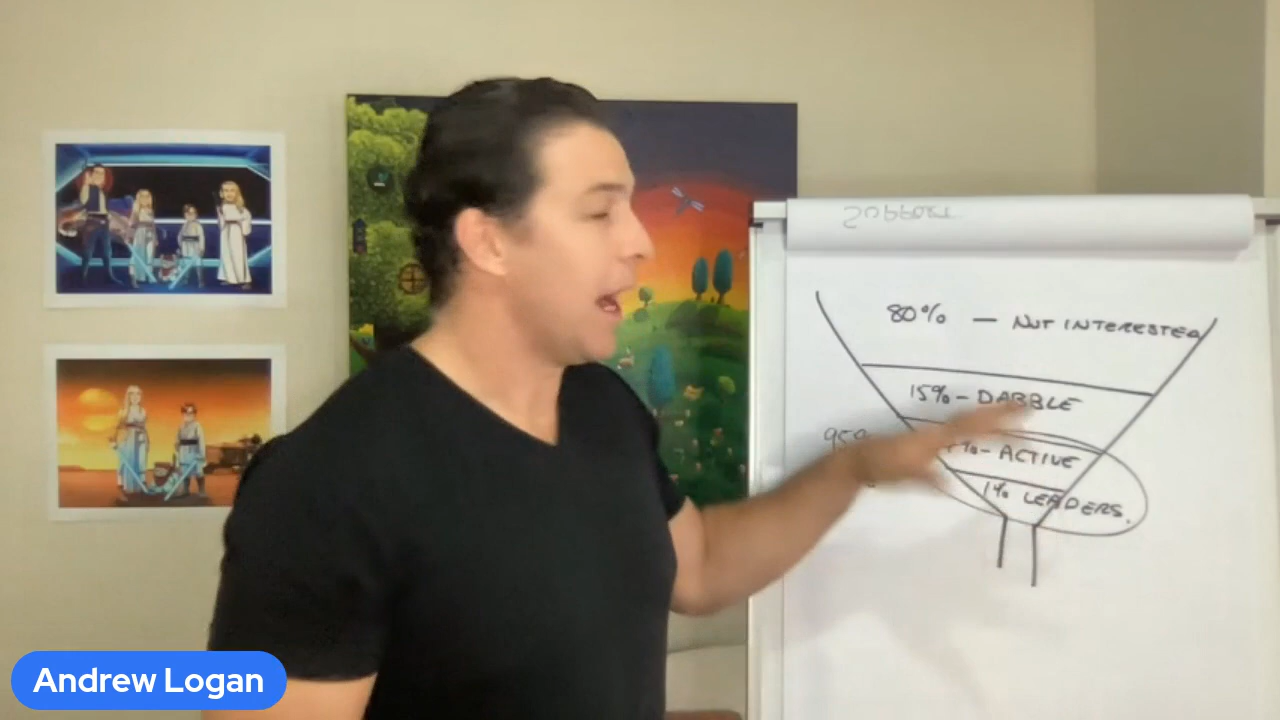 80% — NOT INTERESTED
15% - DABBLE
% - ACTIVE
1% LEADERS.
Andrew Logan